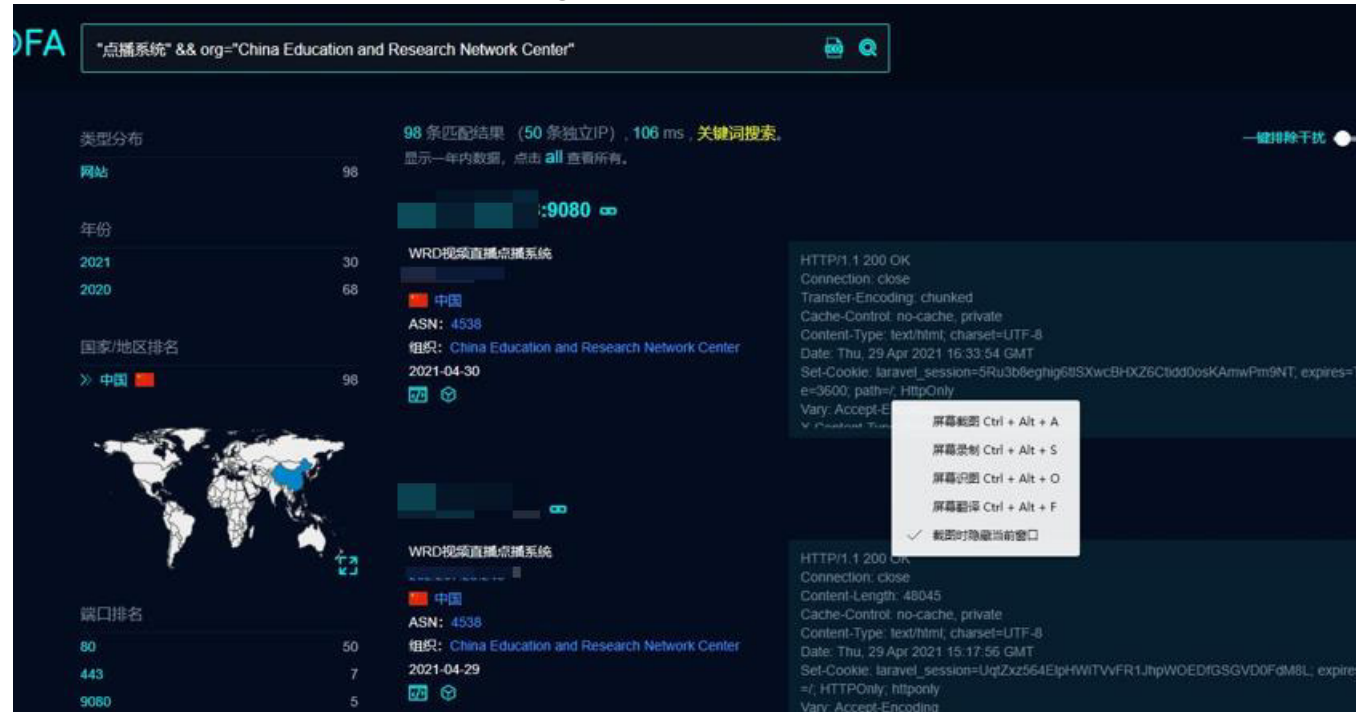 FA
"点播系统" && org="China Education and Research Network Center"
类型分布
网站 98
年份
2021 30
2020 68
国家/地区排名
中国 98
端口排名
80 50
443 7
9080 5
98 条匹配结果 (50 条独立IP) , 106 ms , 关键词搜索。
显示一年内数据，点击 all 查看所有。
一键排除干扰
:9080
WRD视频直播点播系统
中国
ASN: 4538
组织: China Education and Research Network Center
2021-04-30
HTTP/1.1 200 OK
Connection: close
Transfer-Encoding: chunked
Cache-Control: no-cache, private
Content-Type: text/html; charset=UTF-8
Date: Thu, 29 Apr 2021 16:33:54 GMT
Set-Cookie: expires=
e=3600; path=/; HttpOnly
Vary: Accept-E
屏幕截图 Ctrl + Alt + A
屏幕录制 Ctrl + Alt + S
屏幕识图 Ctrl + Alt + O
屏幕翻译 Ctrl + Alt + F
截图时隐藏当前窗口
WRD视频直播点播系统
中国
ASN: 4538
组织: China Education and Research Network Center
2021-04-29
HTTP/1.1 200 OK
Connection: close
Content-Length: 48045
Cache-Control: no-cache, private
Content-Type: text/html; charset=UTF-8
Date: Thu, 29 Apr 2021 15:17:56 GMT
Set-Cookie: expire
=/; HTTPOnly; httponly
Vary: Accept-Encoding